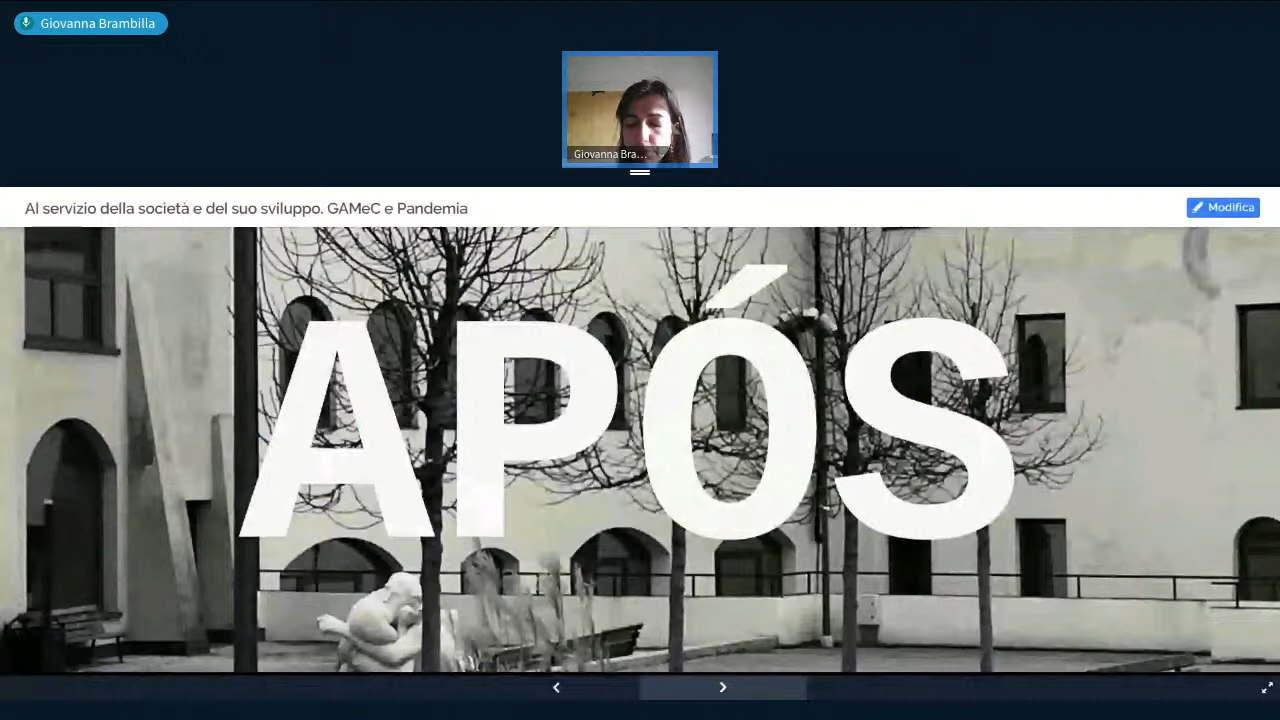 Giovanna Brambilla
Giovanna Bra...
Al servizio della società e del suo sviluppo. GAMeC e Pandemia
Modifica
APÓS